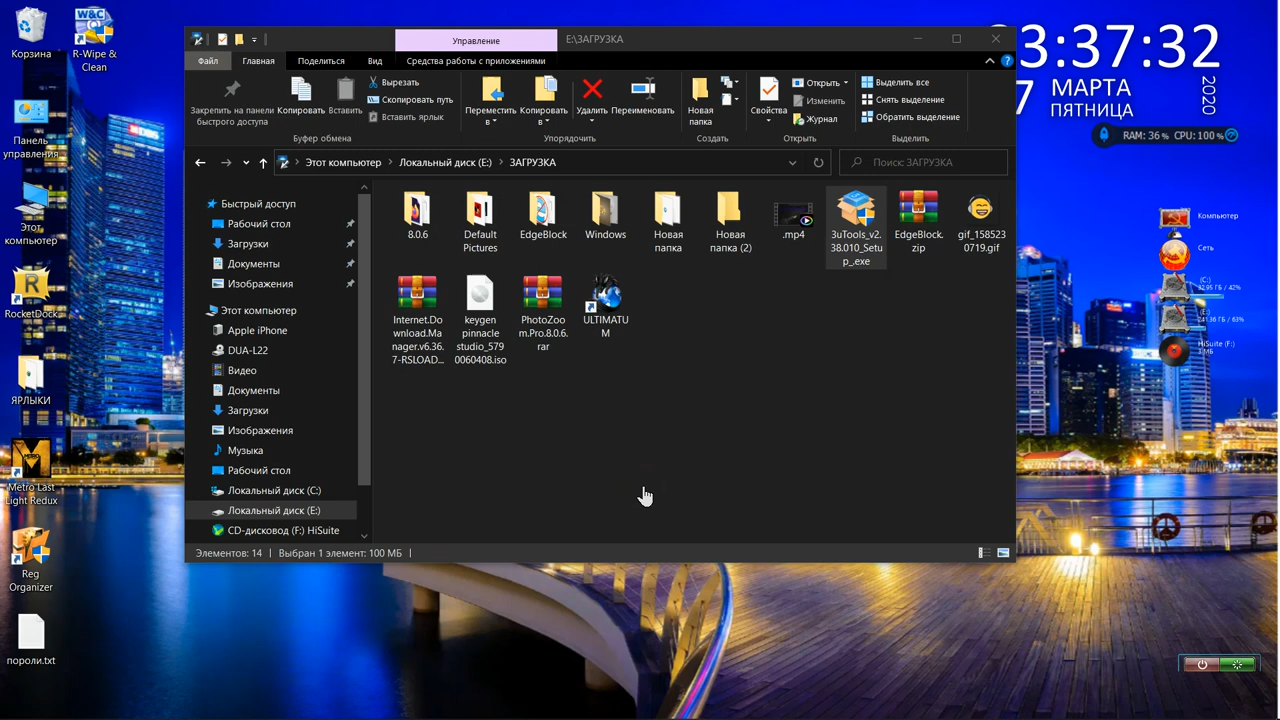 Корзина
R-Wipe &
Clean
Панель
управления
Этот
компьютер
RocketDock
ЯРЛЫКИ
Metro Last
Light Redux
Reg
Organizer
пороли.txt
Управление
E:\ЗАГРУЗКА
Файл
Главная
Поделиться
Вид
Средства работы с приложениями
Закрепить на панели
быстрого доступа
Копировать
Вставить
Вырезать
Скопировать путь
Вставить ярлык
Буфер обмена
Переместить
в
Копировать
в
Удалить
Переименовать
Упорядочить
Новая
папка
Создать
Свойства
Открыть
Изменить
Журнал
Открыть
Выделить все
Снять выделение
Обратить выделение
Выделить
Этот компьютер
Локальный диск (E:)
ЗАГРУЗКА
Поиск: ЗАГРУЗКА
Быстрый доступ
Рабочий стол
Загрузки
Документы
Изображения
Этот компьютер
Apple iPhone
DUA-L22
Видео
Документы
Загрузки
Изображения
Музыка
Рабочий стол
Локальный диск (C:)
Локальный диск (E:)
CD-дисковод (F:) HiSuite
8.0.6
Default
Pictures
EdgeBlock
Windows
Новая
папка
Новая
папка (2)
.mp4
3uTools_v2.
38.010_Setu
p_.exe
EdgeBlock.
zip
gif_158523
0719.gif
Internet.Do
wnload.Ma
nager.v6.36.
7-RSLOAD...
keygen
pinnacle
studio_579
0060408.iso
PhotoZoo
m.Pro.8.0.6.
rar
ULTIMATU
M
Элементов: 14
Выбран 1 элемент: 100 МБ
3:37:32
7
МАРТА
ПЯТНИЦА
2020
RAM: 36 % CPU: 100 %
Компьютер
Сеть
(C:)
(E:)
HiSuite (F:)